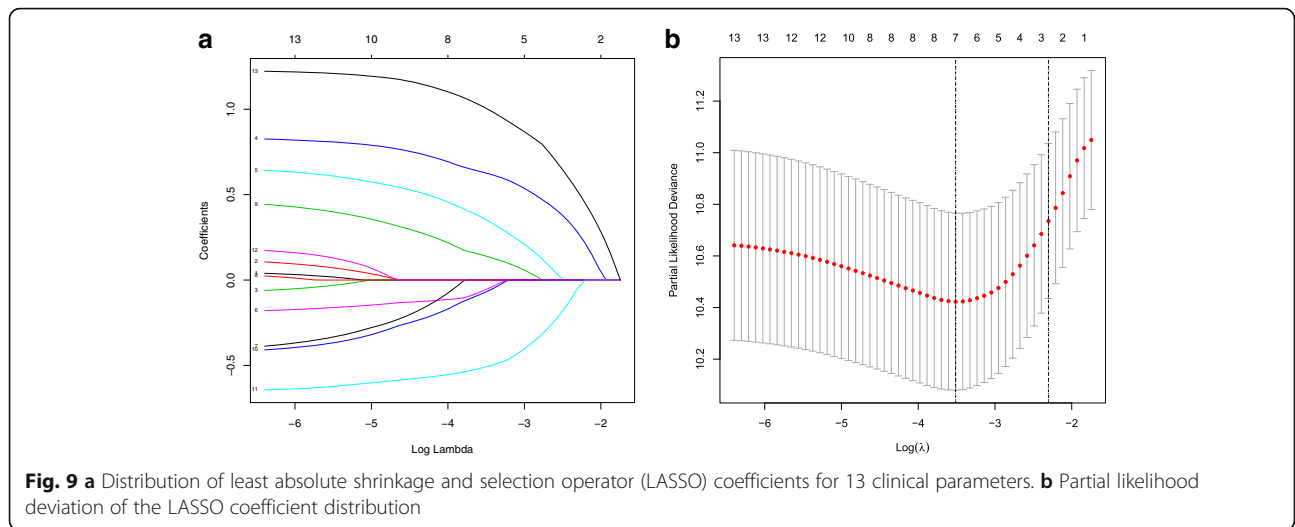 a
13 10 8 5 2
1.0
0.5
0.0
−0.5
Coefficients
13
4
5
9
12
2
1
3
6
7
10
11
−6 −5 −4 −3 −2
Log Lambda
b
13 13 12 12 10 8 8 8 8 7 6 5 4 3 2 1
11.2
11.0
10.8
10.6
10.4
10.2
Partial Likelihood Deviance
−6 −5 −4 −3 −2
Log(λ)
Fig. 9 a Distribution of least absolute shrinkage and selection operator (LASSO) coefficients for 13 clinical parameters. b Partial likelihood
deviation of the LASSO coefficient distribution